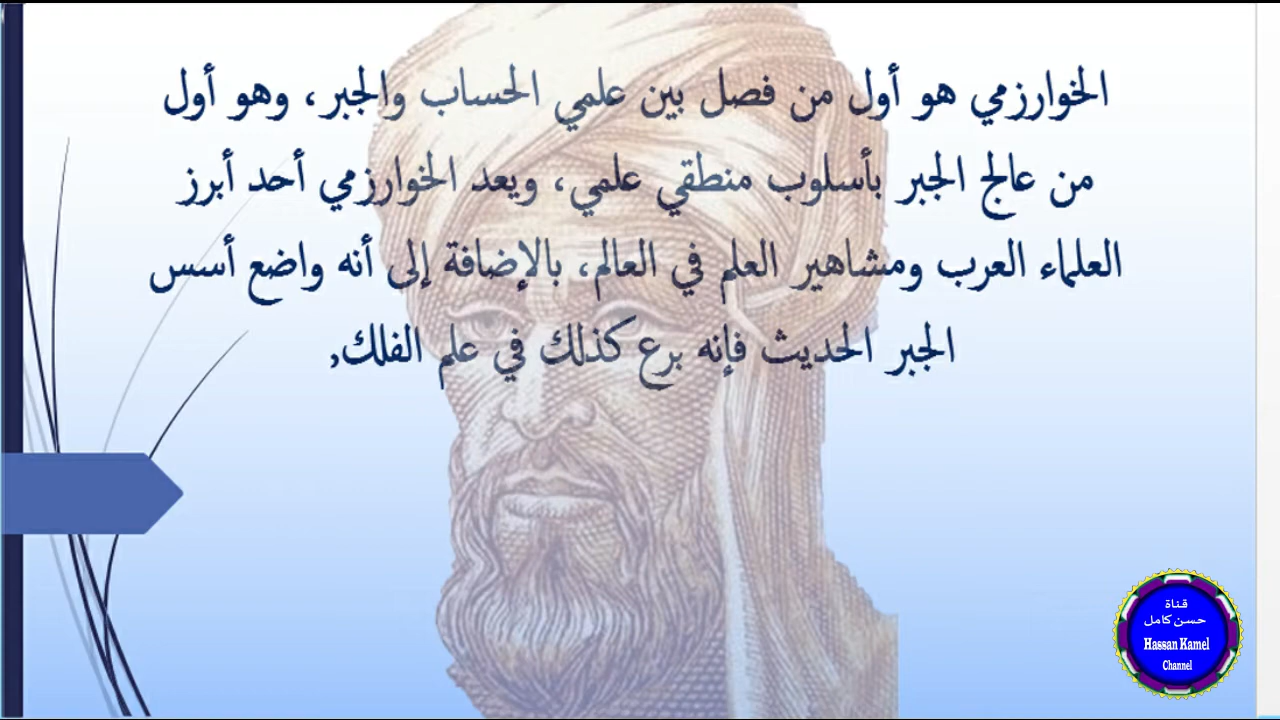 الخوارزمي هو أول من فصل بين علمي الحساب والجبر، وهو أول
من عالج الجبر بأسلوب منطقي علمي، ويعد الخوارزمي أحد أبرز
العلماء العرب ومشاهير العلم في العالم، بالإضافة إلى أنه واضع أسس
الجبر الحديث فإنه برع كذلك في علم الفلك,
قناة
حسن كامل
Hassan Kamel
Channel